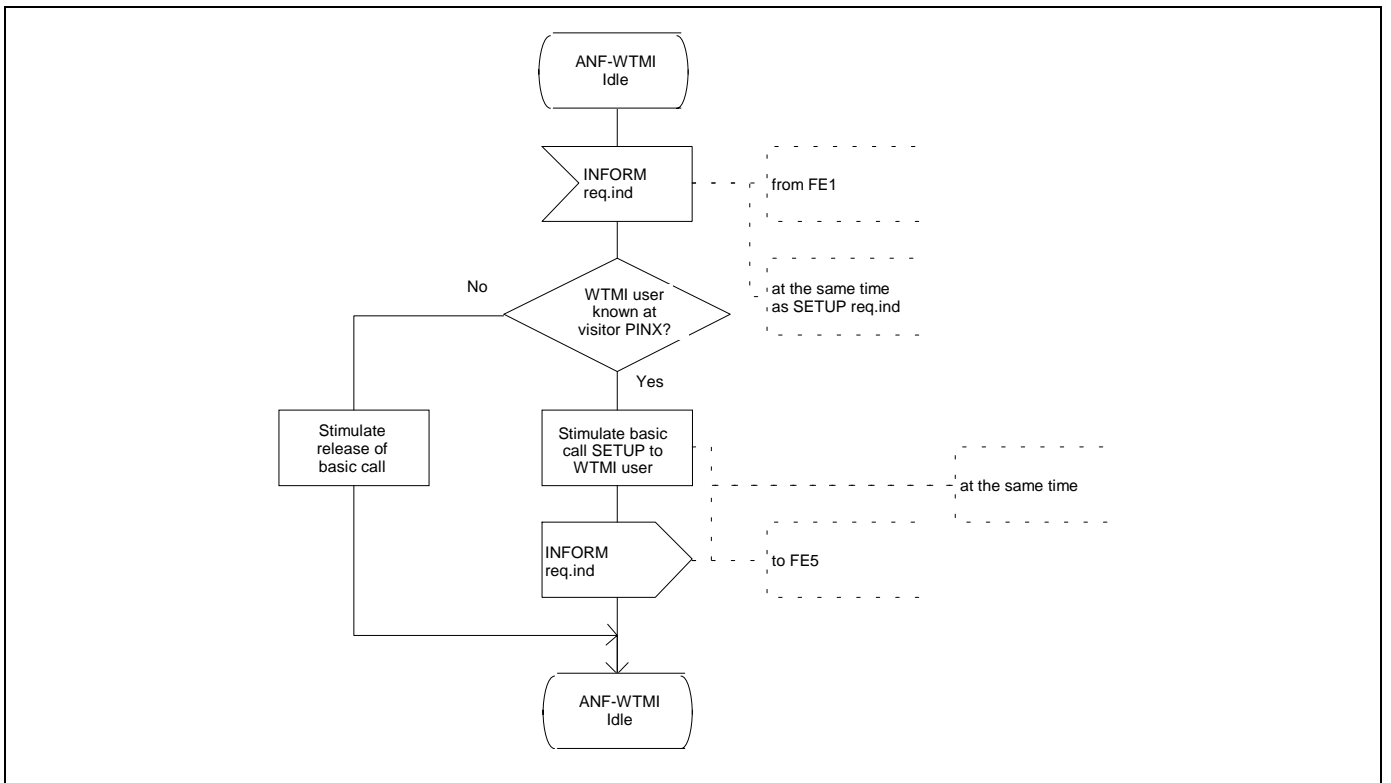 ANF-WTMI
Idle
INFORM
req.ind
from FE1
at the same time
as SETUP req.ind
No
WTMI user
known at
visitor PINX?
Yes
Stimulate
release of
basic call
Stimulate basic
call SETUP to
WTMI user
at the same time
INFORM
req.ind
to FE5
ANF-WTMI
Idle